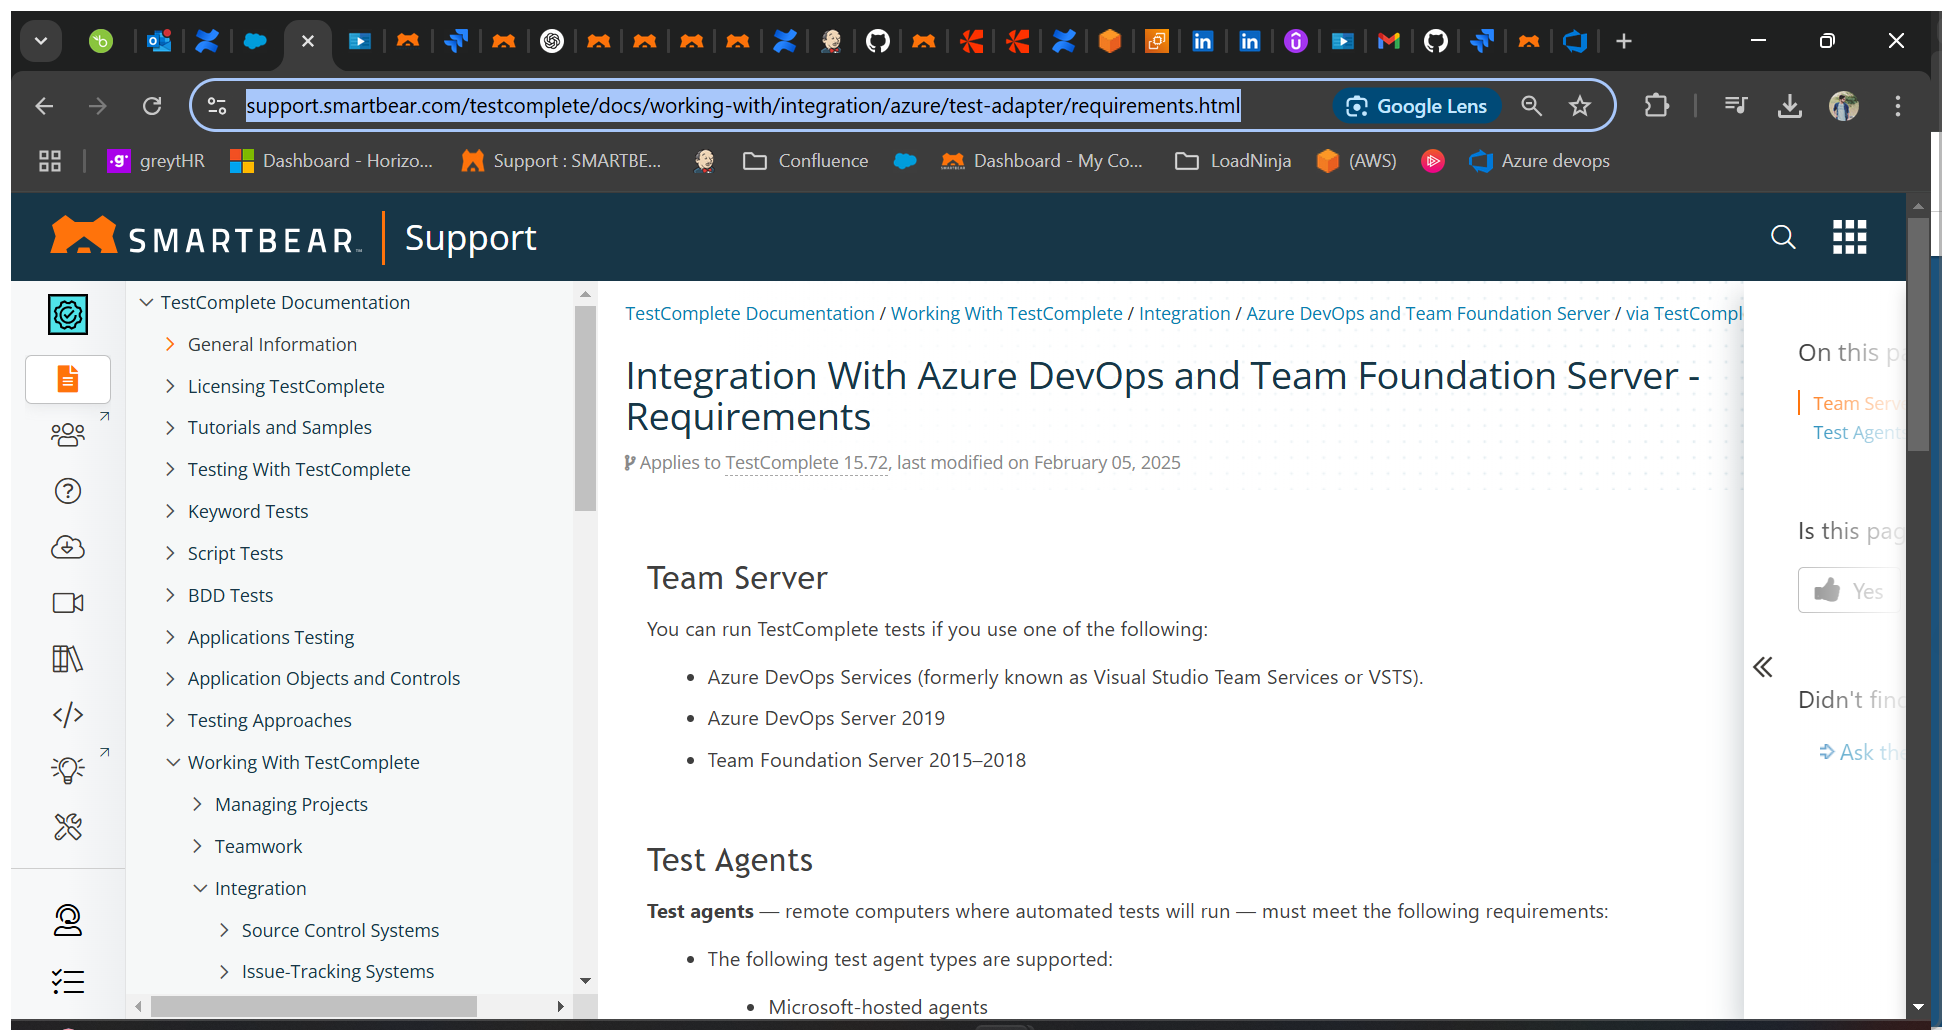 support.smartbear.com/testcomplete/docs/working-with/integration/azure/test-adapter/requirements.html
Google Lens
greytHR
Dashboard - Horizo...
Support : SMARTBE...
Confluence
Dashboard - My Co...
LoadNinja
(AWS)
Azure devops
SMARTBEAR
Support
TestComplete Documentation
General Information
Licensing TestComplete
Tutorials and Samples
Testing With TestComplete
Keyword Tests
Script Tests
BDD Tests
Applications Testing
Application Objects and Controls
Testing Approaches
Working With TestComplete
Managing Projects
Teamwork
Integration
Source Control Systems
Issue-Tracking Systems
TestComplete Documentation / Working With TestComplete / Integration / Azure DevOps and Team Foundation Server / via TestCompl
Integration With Azure DevOps and Team Foundation Server -
Requirements
Applies to TestComplete 15.72, last modified on February 05, 2025
Team Server
You can run TestComplete tests if you use one of the following:
• Azure DevOps Services (formerly known as Visual Studio Team Services or VSTS).
• Azure DevOps Server 2019
• Team Foundation Server 2015–2018
Test Agents
Test agents — remote computers where automated tests will run — must meet the following requirements:
• The following test agent types are supported:
• Microsoft-hosted agents
On this pa
Team Serv
Test Agents
Is this pag
Yes
Didn't find
Ask the